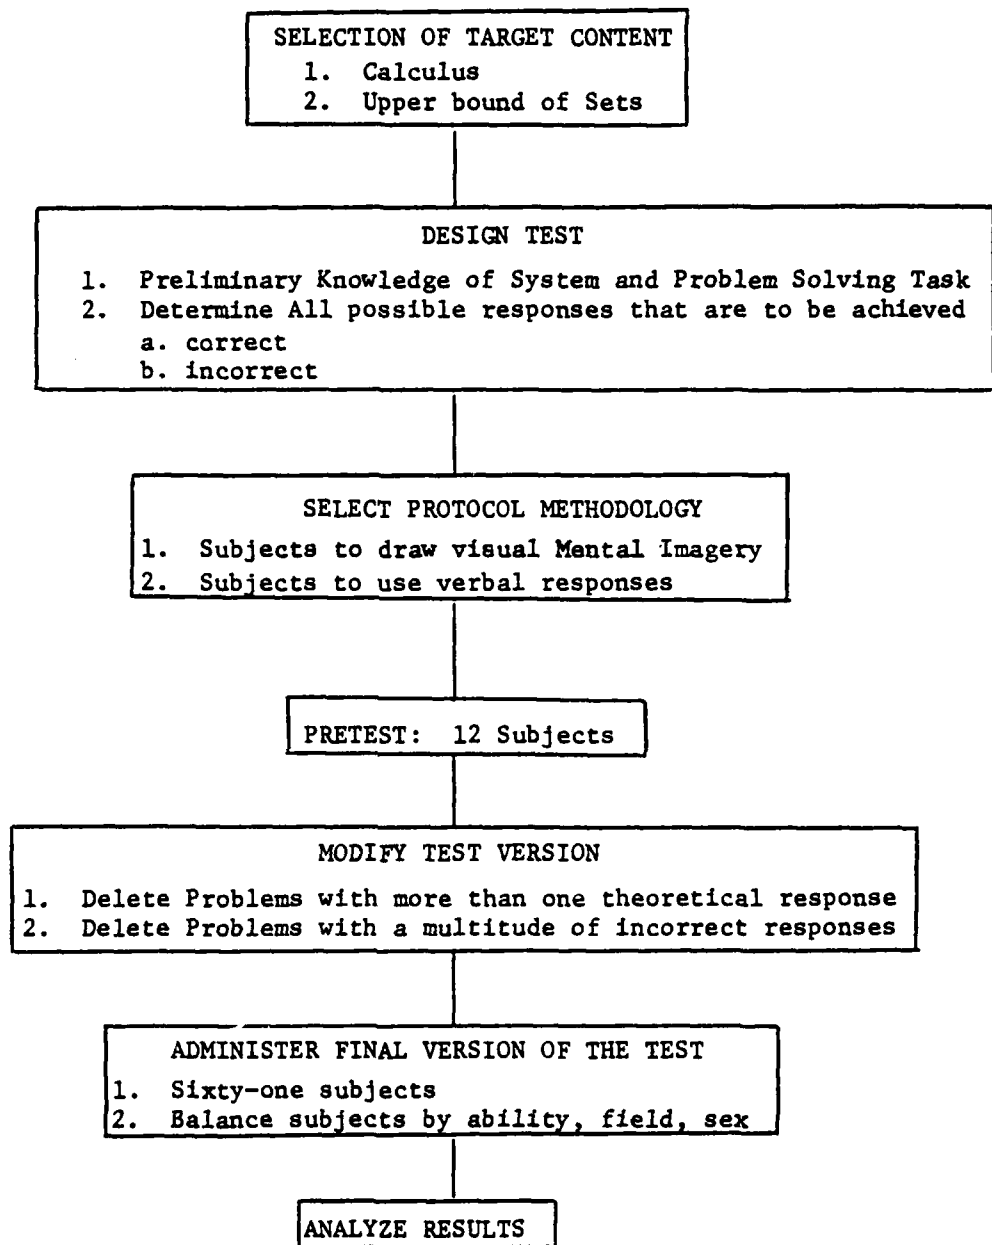 SELECTION OF TARGET CONTENT
1. Calculus
2. Upper bound of Sets
DESIGN TEST
1. Preliminary Knowledge of System and Problem Solving Task
2. Determine All possible responses that are to be achieved
a. correct
b. incorrect
SELECT PROTOCOL METHODOLOGY
1. Subjects to draw visual Mental Imagery
2. Subjects to use verbal responses
PRETEST: 12 Subjects
MODIFY TEST VERSION
1. Delete Problems with more than one theoretical response
2. Delete Problems with a multitude of incorrect responses
ADMINISTER FINAL VERSION OF THE TEST
1. Sixty-one subjects
2. Balance subjects by ability, field, sex
ANALYZE RESULTS